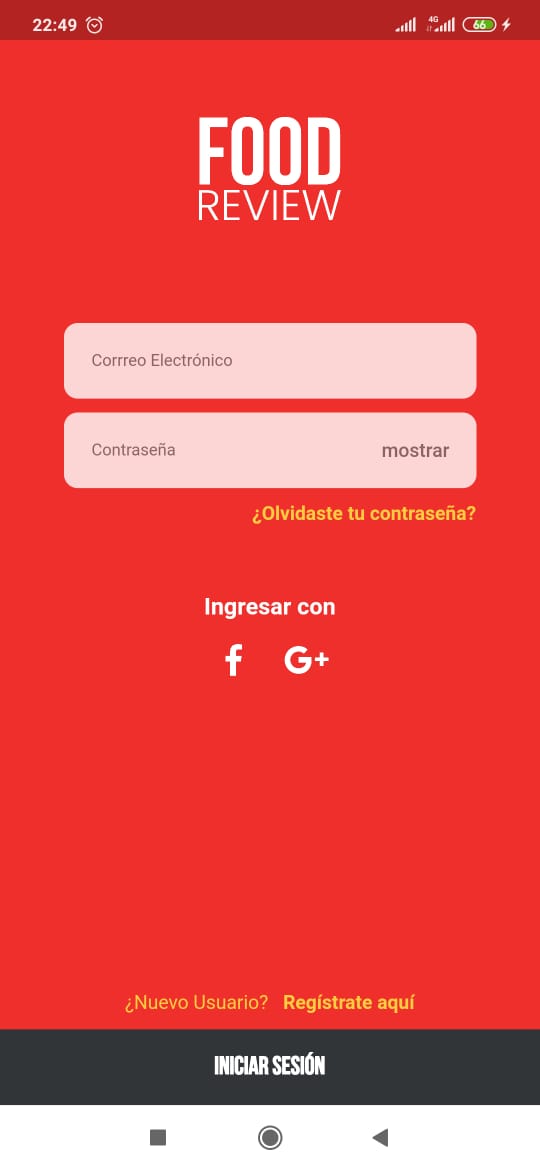 22:49
4G
66
FOOD
REVIEW
Corrreo Electrónico
Contraseña mostrar
¿Olvidaste tu contraseña?
Ingresar con
f G+
¿Nuevo Usuario? Regístrate aquí
INICIAR SESIÓN